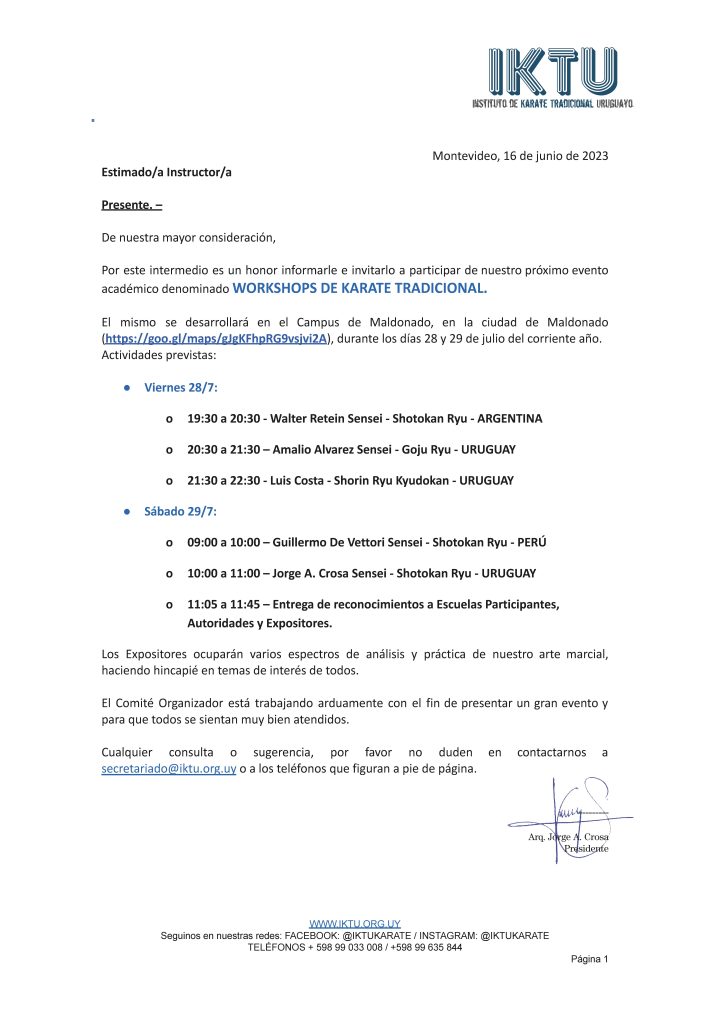 IKTU
INSTITUTO DE KARATE TRADICIONAL URUGUAYO
Montevideo, 16 de junio de 2023
Estimado/a Instructor/a
Presente. –
De nuestra mayor consideración,
Por este intermedio es un honor informarle e invitarlo a participar de nuestro próximo evento
académico denominado WORKSHOPS DE KARATE TRADICIONAL.
El mismo se desarrollará en el Campus de Maldonado, en la ciudad de Maldonado
(https://goo.gl/maps/gJgKFhpRG9vsjvi2A), durante los días 28 y 29 de julio del corriente año.
Actividades previstas:
● Viernes 28/7:
o 19:30 a 20:30 - Walter Retein Sensei - Shotokan Ryu - ARGENTINA
o 20:30 a 21:30 – Amalio Alvarez Sensei - Goju Ryu - URUGUAY
o 21:30 a 22:30 - Luis Costa - Shorin Ryu Kyudokan - URUGUAY
● Sábado 29/7:
o 09:00 a 10:00 – Guillermo De Vettori Sensei - Shotokan Ryu - PERÚ
o 10:00 a 11:00 – Jorge A. Crosa Sensei - Shotokan Ryu - URUGUAY
o 11:05 a 11:45 – Entrega de reconocimientos a Escuelas Participantes,
Autoridades y Expositores.
Los Expositores ocuparán varios espectros de análisis y práctica de nuestro arte marcial,
haciendo hincapié en temas de interés de todos.
El Comité Organizador está trabajando arduamente con el fin de presentar un gran evento y
para que todos se sientan muy bien atendidos.
Cualquier consulta o sugerencia, por favor no duden en contactarnos a
secretariado@iktu.org.uy o a los teléfonos que figuran a pie de página.
Arq. Jorge A. Crosa
Presidente
WWW.IKTU.ORG.UY
Seguinos en nuestras redes: FACEBOOK: @IKTUKARATE / INSTAGRAM: @IKTUKARATE
TELÉFONOS + 598 99 033 008 / +598 99 635 844
Página 1